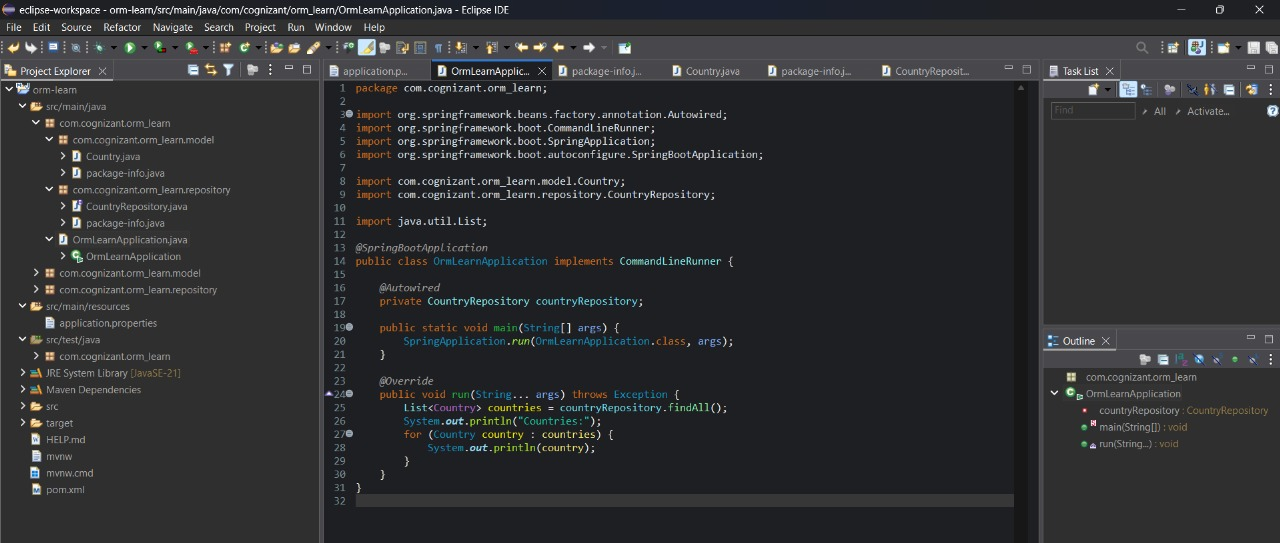 eclipse-workspace - orm-learn/src/main/java/com/cognizant/orm_learn/OrmLearnApplication.java - Eclipse IDE
File Edit Source Refactor Navigate Search Project Run Window Help
Project Explorer
orm-learn
src/main/java
com.cognizant.orm_learn
com.cognizant.orm_learn.model
Country.java
package-info.java
com.cognizant.orm_learn.repository
CountryRepository.java
package-info.java
OrmLearnApplication.java
OrmLearnApplication
com.cognizant.orm_learn.model
com.cognizant.orm_learn.repository
src/main/resources
application.properties
src/test/java
com.cognizant.orm_learn
JRE System Library [JavaSE-21]
Maven Dependencies
src
target
HELP.md
mvnw
mvnw.cmd
pom.xml
application.p... OrmLearnApplic... package-info.j... Country.java package-info.j... CountryReposit...
1 package com.cognizant.orm_learn;
2
3 import org.springframework.beans.factory.annotation.Autowired;
4 import org.springframework.boot.CommandLineRunner;
5 import org.springframework.boot.SpringApplication;
6 import org.springframework.boot.autoconfigure.SpringBootApplication;
7
8 import com.cognizant.orm_learn.model.Country;
9 import com.cognizant.orm_learn.repository.CountryRepository;
10
11 import java.util.List;
12
13 @SpringBootApplication
14 public class OrmLearnApplication implements CommandLineRunner {
15
16 @Autowired
17 private CountryRepository countryRepository;
18
19 public static void main(String[] args) {
20 SpringApplication.run(OrmLearnApplication.class, args);
21 }
22
23 @Override
24 public void run(String... args) throws Exception {
25 List<Country> countries = countryRepository.findAll();
26 System.out.println("Countries:");
27 for (Country country : countries) {
28 System.out.println(country);
29 }
30 }
31 }
32
Task List
Find All Activate...
Outline
com.cognizant.orm_learn
OrmLearnApplication
countryRepository : CountryRepository
main(String[]) : void
run(String...) : void